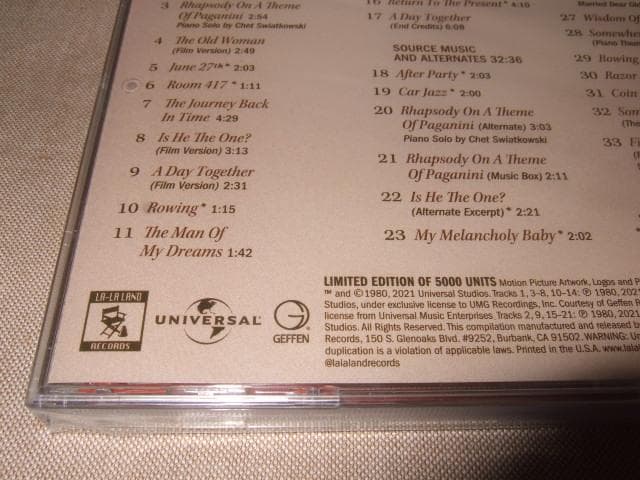 3 Rhapsody On A Theme
Of Paganini 2:54
Piano Solo by Chet Swiatkowski
4 The Old Woman
(Film Version) 2:49
5 June 27th* 2:03
6 Room 417 * 1:11
7 The Journey Back
In Time 4:29
8 Is He The One?
(Film Version) 3:13
9 A Day Together
(Film Version) 2:31
10 Rowing* 1:15
11 The Man Of
My Dreams 1:42
16 Return To The Present* 4:10
17 A Day Together
(End Credits) 6:08
SOURCE MUSIC
AND ALTERNATES 32:36
18 After Party* 2:03
19 Car Jazz* 2:00
20 Rhapsody On A Theme
Of Paganini (Alternate) 3:03
Piano Solo by Chet Swiatkowski
21 Rhapsody On A Theme
Of Paganini (Music Box) 2:11
22 Is He The One?
(Alternate Excerpt)* 2:21
23 My Melancholy Baby* 2:02
27 Wisdom
28
(Piano
29 Rowing
30 Razor
31 Coin
32
(The
33
LA-LA LAND
RECORDS
UNIVERSAL
G
GEFFEN
LIMITED EDITION OF 5000 UNITS Motion Picture Artwork, Logos and
™ and © 1980, 2021 Universal Studios. Tracks 1, 3–8, 10–14: ℗ 1980, 2021
Studios, under license exclusively to UMG Recordings, Inc. Courtesy of Geffen
license from Universal Music Enterprises. Tracks 2, 9, 15–21: ℗ 1980, 2021
Studios. All Rights Reserved. This compilation manufactured and released
Records, 150 S. Glenoaks Blvd. #9252, Burbank, CA 91502. WARNING:
duplication is a violation of applicable laws. Printed in the U.S.A.
@lalalandrecords